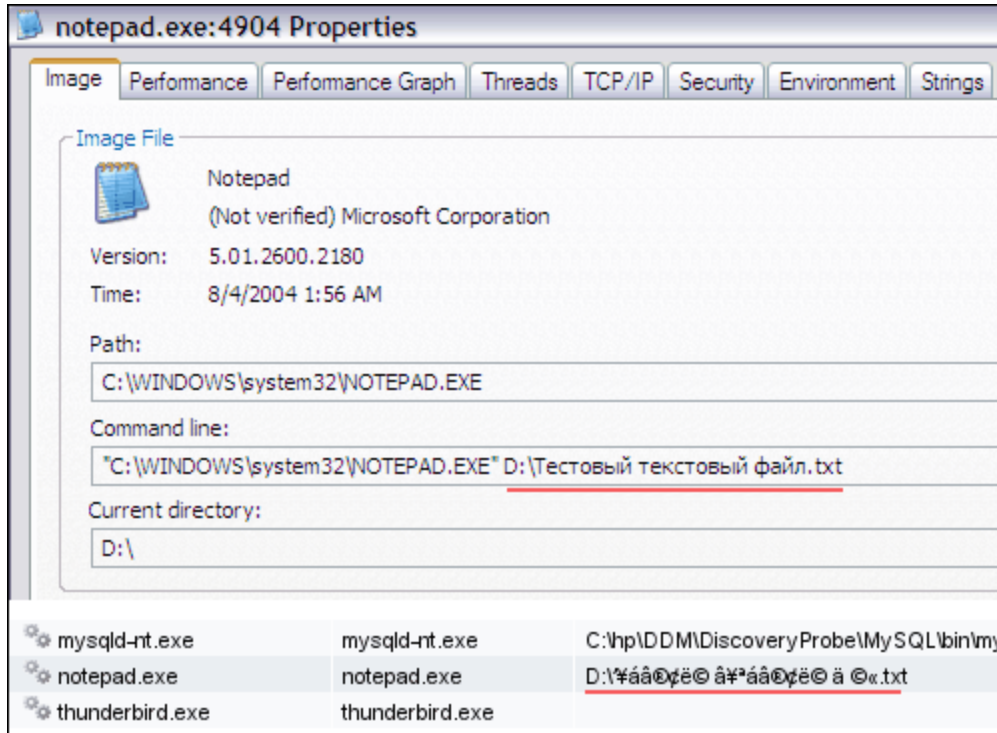 notepad.exe:4904 Properties
Image Performance Performance Graph Threads TCP/IP Security Environment Strings
Image File
Notepad
(Not verified) Microsoft Corporation
Version: 5.01.2600.2180
Time: 8/4/2004 1:56 AM
Path:
C:\WINDOWS\system32\NOTEPAD.EXE
Command line:
"C:\WINDOWS\system32\NOTEPAD.EXE" D:\Тестовый текстовый файл.txt
Current directory:
D:\
mysqld-nt.exe mysqld-nt.exe C:\hp\DDM\DiscoveryProbe\MySQL\bin\my
notepad.exe notepad.exe D:\'¥áâ®¢ë© â¥ªáâ®¢ë© ä ©«.txt
thunderbird.exe thunderbird.exe